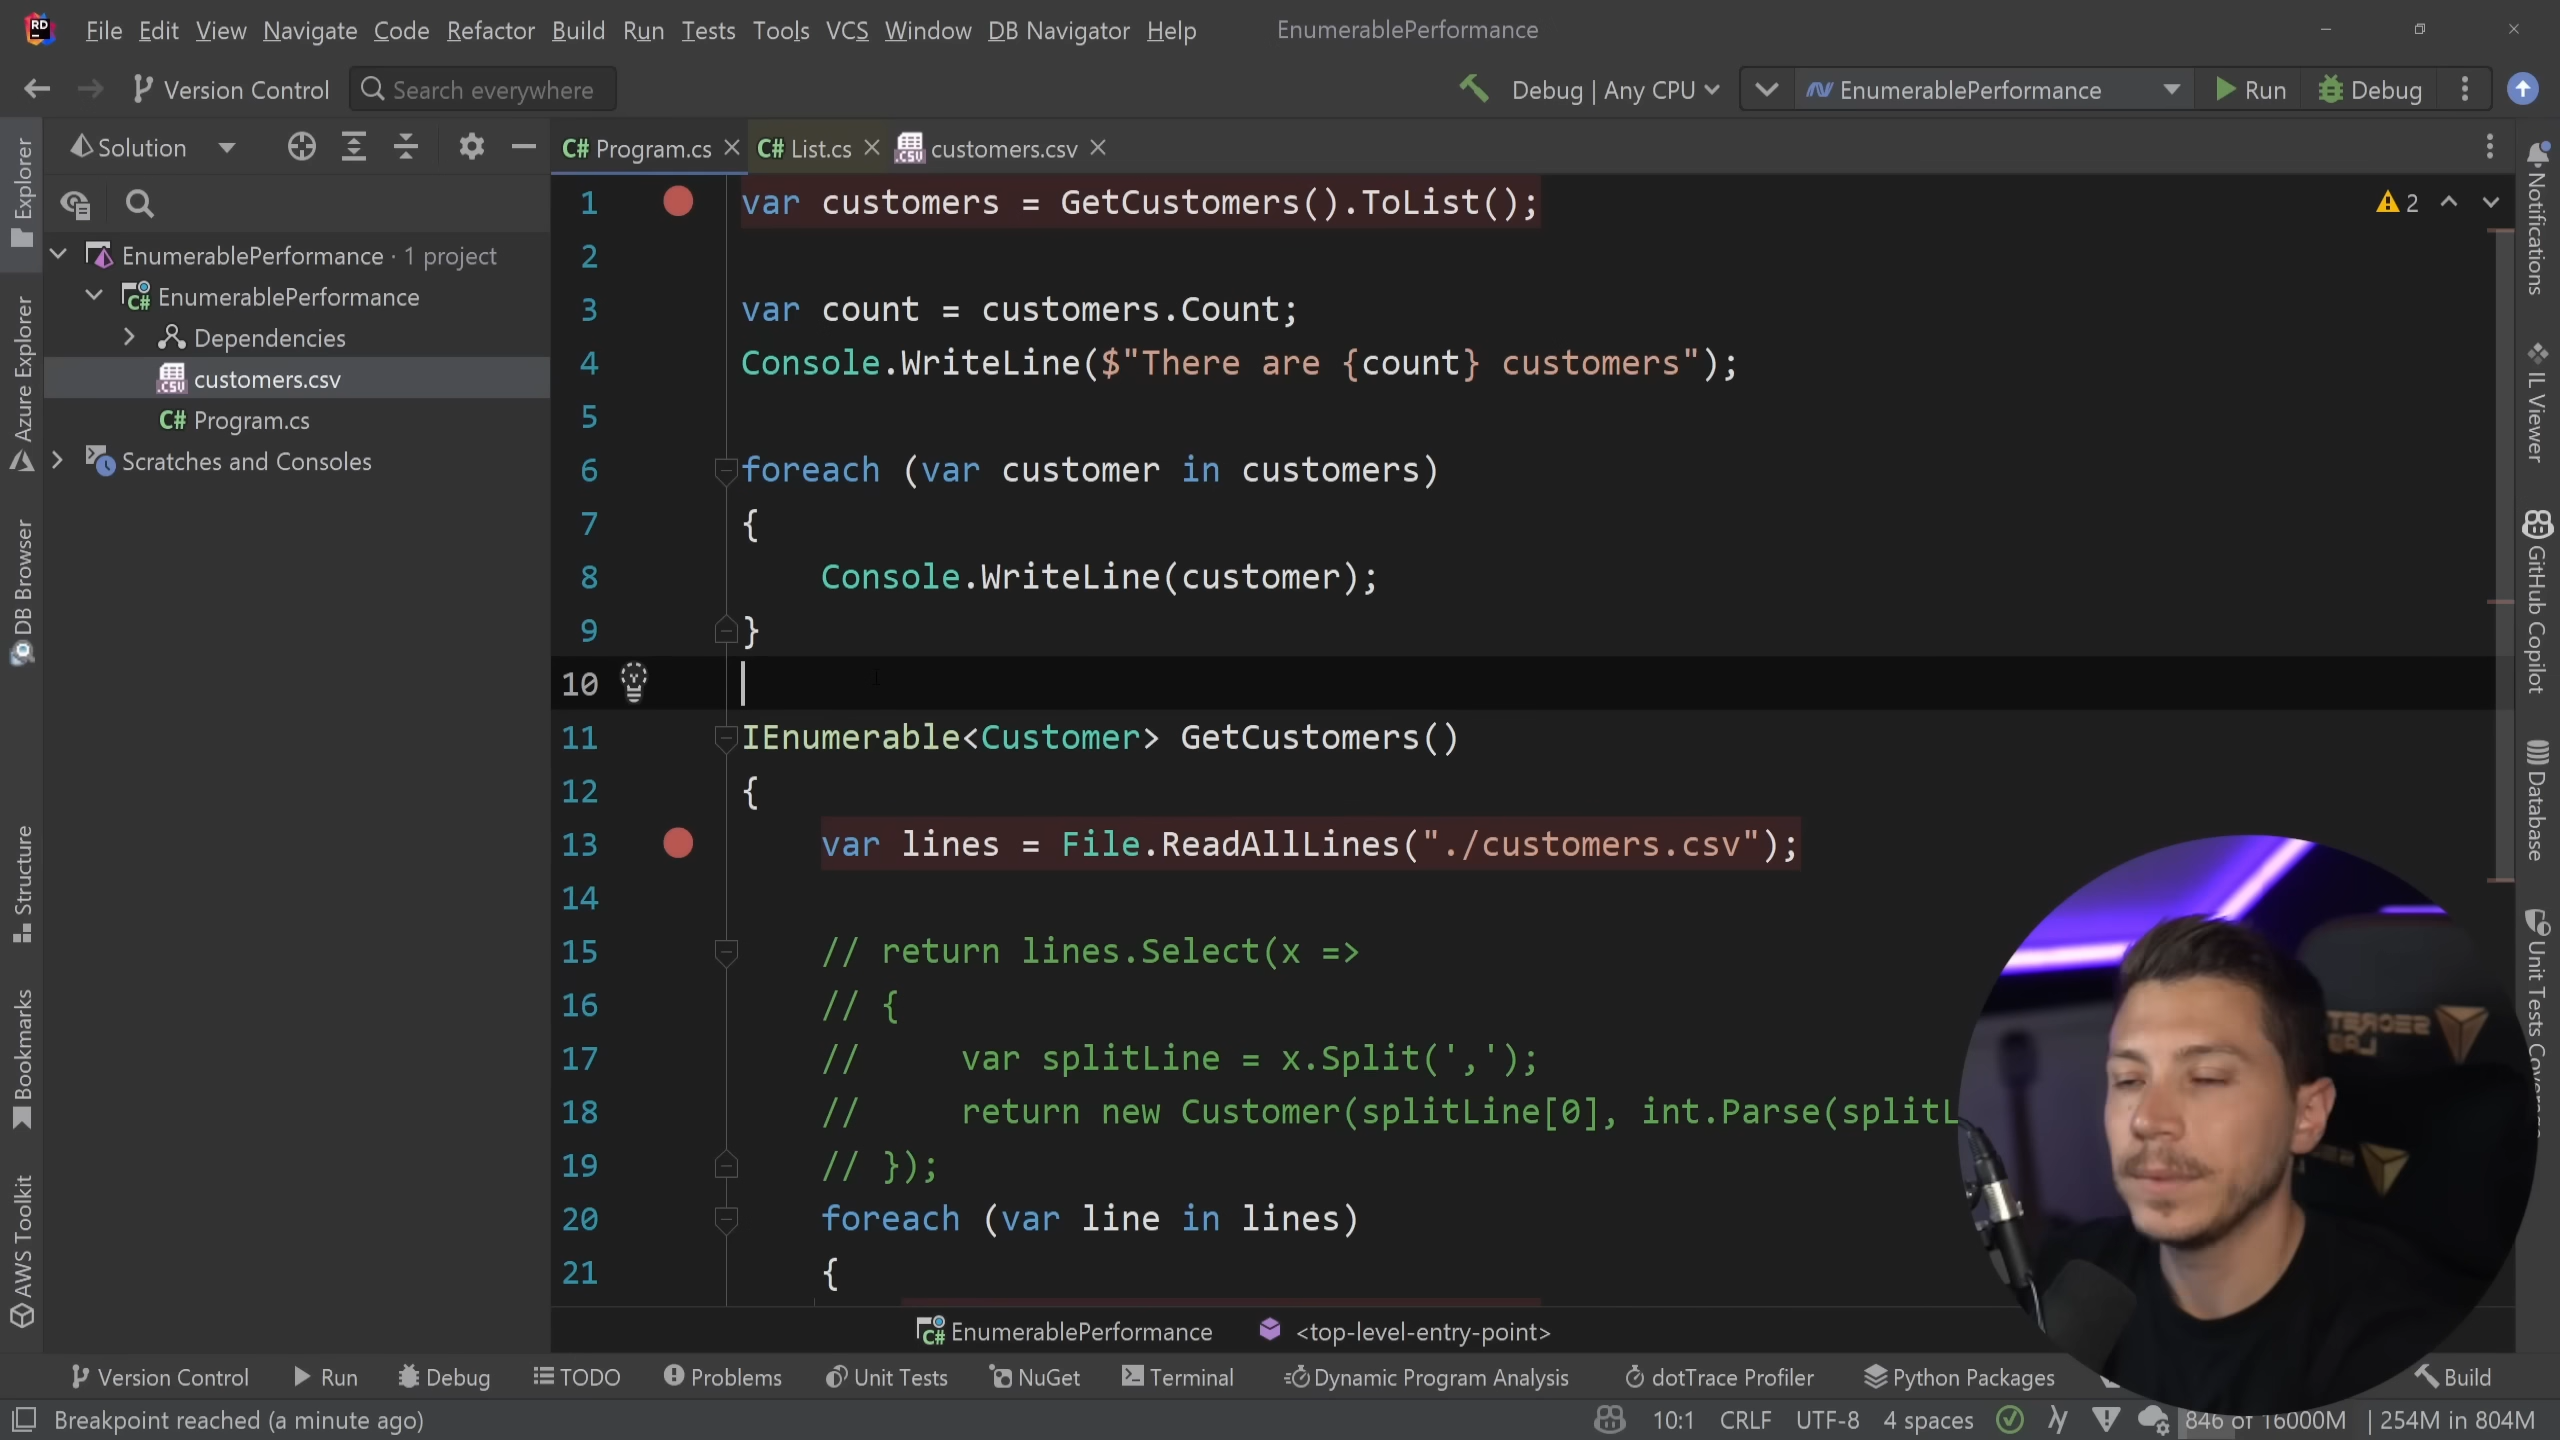 RD
File Edit View Navigate Code Refactor Build Run Tests Tools VCS Window DB Navigator Help
EnumerablePerformance
Version Control
Search everywhere
Debug | Any CPU
EnumerablePerformance
Run
Debug
Solution
C# Program.cs
C# List.cs
customers.csv
Explorer
Azure Explorer
DB Browser
Structure
Bookmarks
AWS Toolkit
EnumerablePerformance · 1 project
EnumerablePerformance
Dependencies
customers.csv
C# Program.cs
Scratches and Consoles
1 var customers = GetCustomers().ToList();
2
3 var count = customers.Count;
4 Console.WriteLine($"There are {count} customers");
5
6 foreach (var customer in customers)
7 {
8 Console.WriteLine(customer);
9 }
10
11 IEnumerable<Customer> GetCustomers()
12 {
13 var lines = File.ReadAllLines("./customers.csv");
14
15 // return lines.Select(x =>
16 // {
17 // var splitLine = x.Split(',');
18 // return new Customer(splitLine[0], int.Parse(splitL
19 // });
20 foreach (var line in lines)
21 {
2
Notifications
IL Viewer
GitHub Copilot
Database
Unit Tests
SECRET
LAB
EnumerablePerformance
<top-level-entry-point>
Version Control
Run
Debug
TODO
Problems
Unit Tests
NuGet
Terminal
Dynamic Program Analysis
dotTrace Profiler
Python Packages
Build
Breakpoint reached (a minute ago)
10:1 CRLF UTF-8 4 spaces
846 of 16000M | 254M in 804M